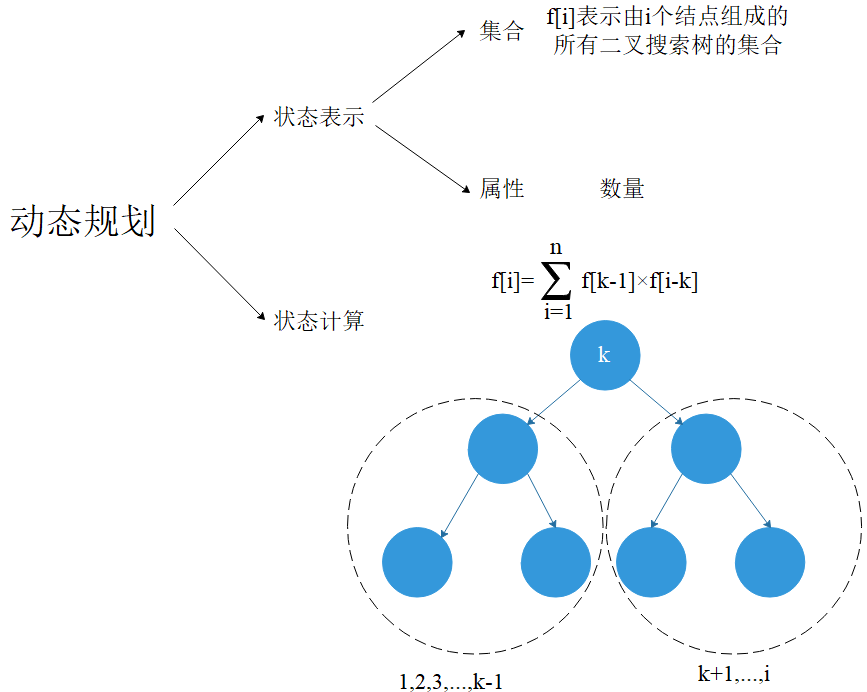 集合
f[i]表示由i个结点组成的
所有二叉搜索树的集合
状态表示
属性
数量
动态规划
n
f[i]=∑ f[k-1]×f[i-k]
i=1
状态计算
k
1,2,3,...,k-1
k+1,...,i